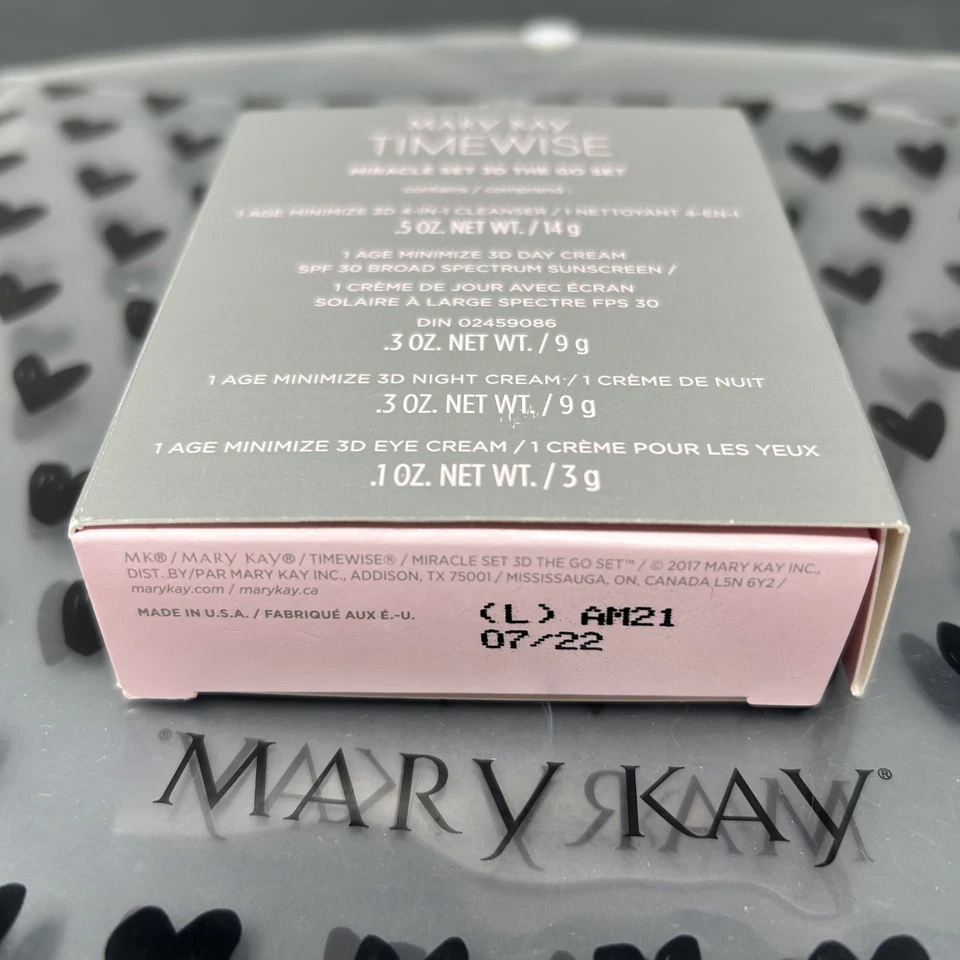 MARY KAY
TIMEWISE
MIRACLE SET 3D THE GO SET
contains / comprend :
1 AGE MINIMIZE 3D 4-IN-1 CLEANSER / 1 NETTOYANT 4-EN-1
.5 OZ. NET WT. / 14 g
1 AGE MINIMIZE 3D DAY CREAM
SPF 30 BROAD SPECTRUM SUNSCREEN /
1 CRÈME DE JOUR AVEC ÉCRAN
SOLAIRE À LARGE SPECTRE FPS 30
DIN 02459086
.3 OZ. NET WT. / 9 g
1 AGE MINIMIZE 3D NIGHT CREAM / 1 CRÈME DE NUIT
.3 OZ. NET WT. / 9 g
1 AGE MINIMIZE 3D EYE CREAM / 1 CRÈME POUR LES YEUX
.1 OZ. NET WT. / 3 g
MK® / MARY KAY® / TIMEWISE® / MIRACLE SET 3D THE GO SET™ / © 2017 MARY KAY INC.,
DIST. BY/PAR MARY KAY INC., ADDISON, TX 75001 / MISSISSAUGA, ON, CANADA L5N 6Y2 /
marykay.com / marykay.ca
MADE IN U.S.A. / FABRIQUÉ AUX É.-U.
(L) AM21
07/22
MARY KAY®